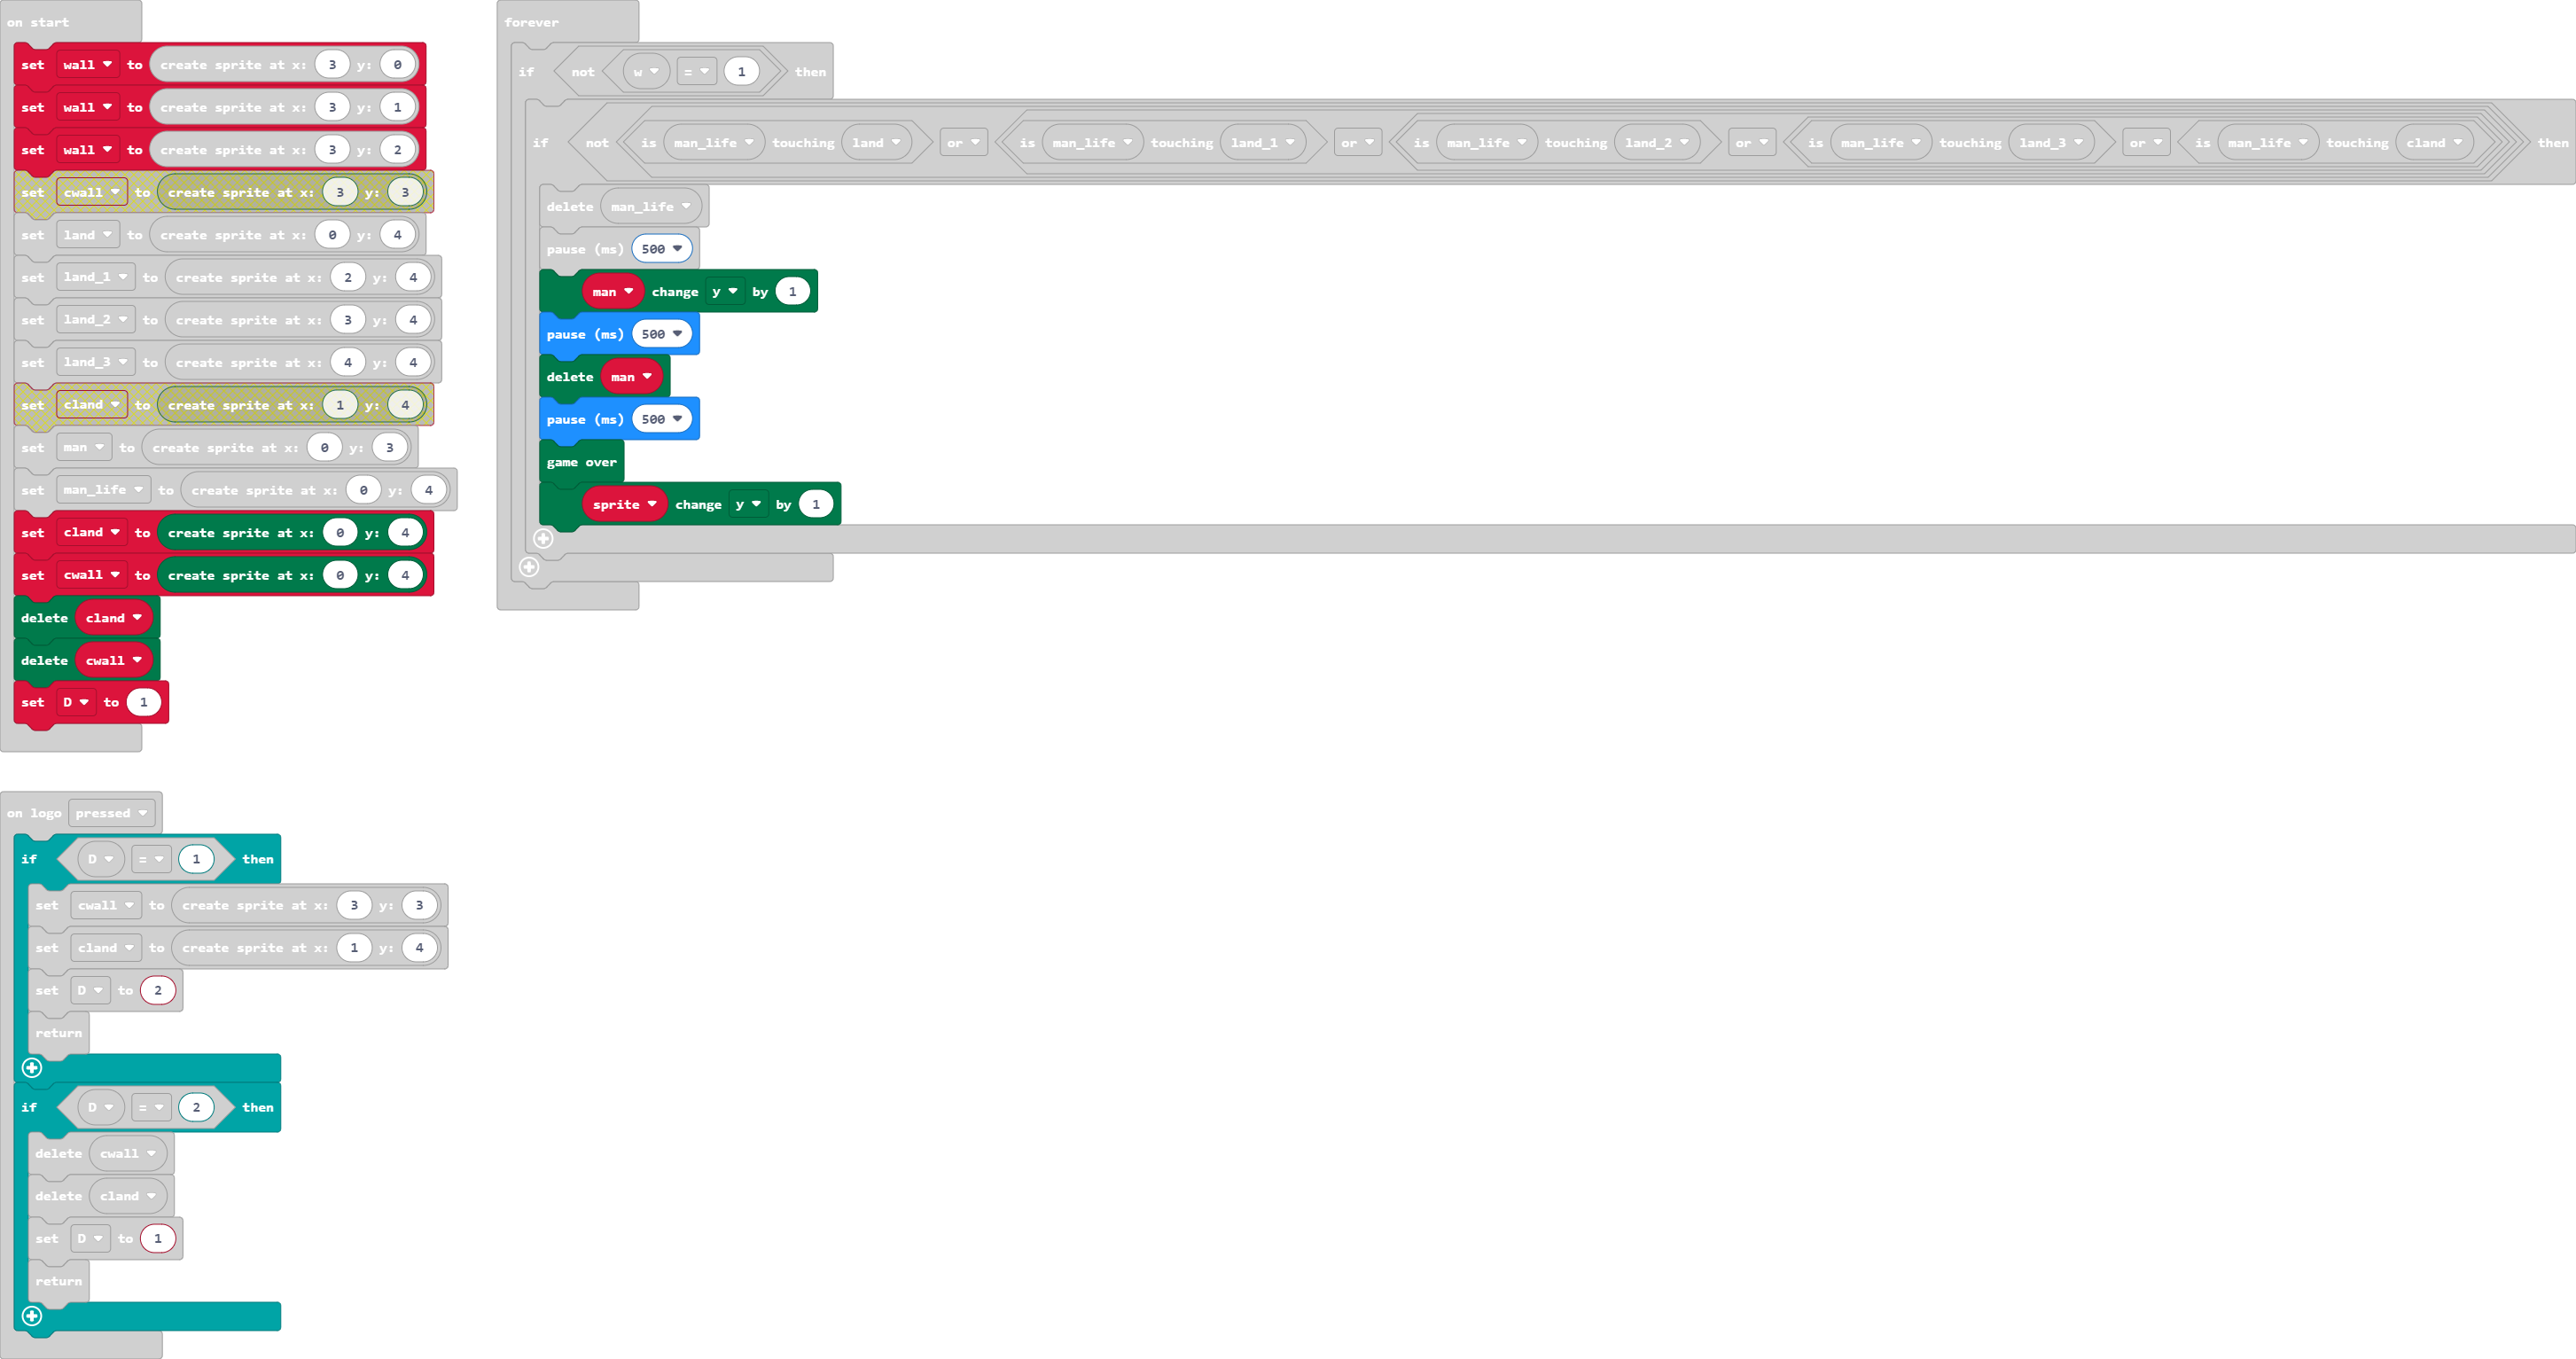 on start
set wall to create sprite at x: 3 y: 0
set wall to create sprite at x: 3 y: 1
set wall to create sprite at x: 3 y: 2
set cwall to create sprite at x: 3 y: 3
set land to create sprite at x: 0 y: 4
set land_1 to create sprite at x: 2 y: 4
set land_2 to create sprite at x: 3 y: 4
set land_3 to create sprite at x: 4 y: 4
set cland to create sprite at x: 1 y: 4
set man to create sprite at x: 0 y: 3
set man_life to create sprite at x: 0 y: 4
set cland to create sprite at x: 0 y: 4
set cwall to create sprite at x: 0 y: 4
delete cland
delete cwall
set D to 1
forever
if not w = 1 then
if not is man_life touching land or is man_life touching land_1 or is man_life touching land_2 or is man_life touching land_3 or is man_life touching cland then
delete man_life
pause (ms) 500
man change y by 1
pause (ms) 500
delete man
pause (ms) 500
game over
sprite change y by 1
on logo pressed
if D = 1 then
set cwall to create sprite at x: 3 y: 3
set cland to create sprite at x: 1 y: 4
set D to 2
return
if D = 2 then
delete cwall
delete cland
set D to 1
return